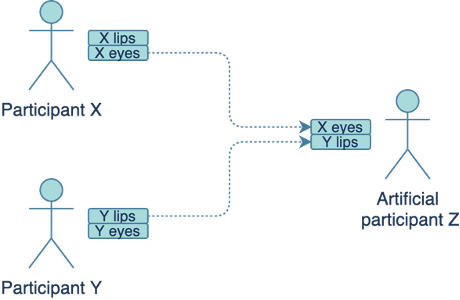 X lips
X eyes
Participant X
X eyes
Y lips
Artificial
participant Z
Y lips
Y eyes
Participant Y